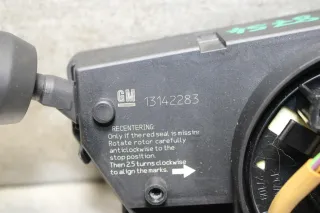 GM 13142283
RECENTERING
Only if the red seal is missing
Rotate rotor carefully
anticlockwise to the
stop position.
Then 2.5 turns clockwise
to align the marks.